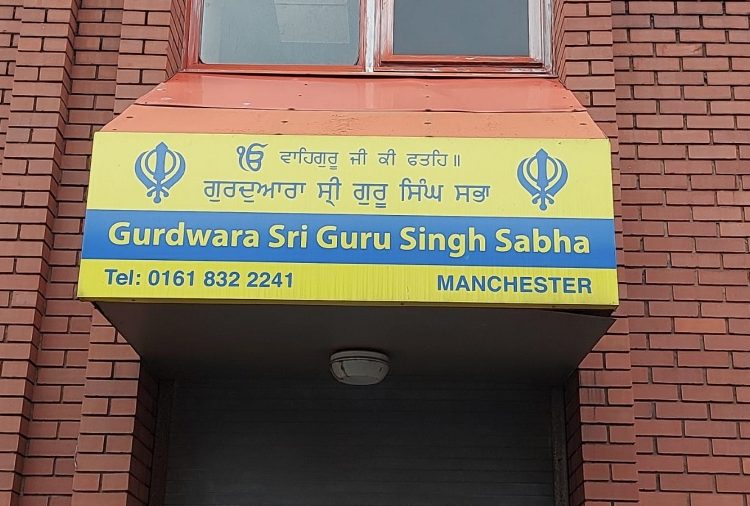 ੴ ਵਾਹਿਗੁਰੂ ਜੀ ਕੀ ਫਤਹਿ॥
ਗੁਰਦੁਆਰਾ ਸ੍ਰੀ ਗੁਰੂ ਸਿੰਘ ਸਭਾ
Gurdwara Sri Guru Singh Sabha
Tel: 0161 832 2241 MANCHESTER